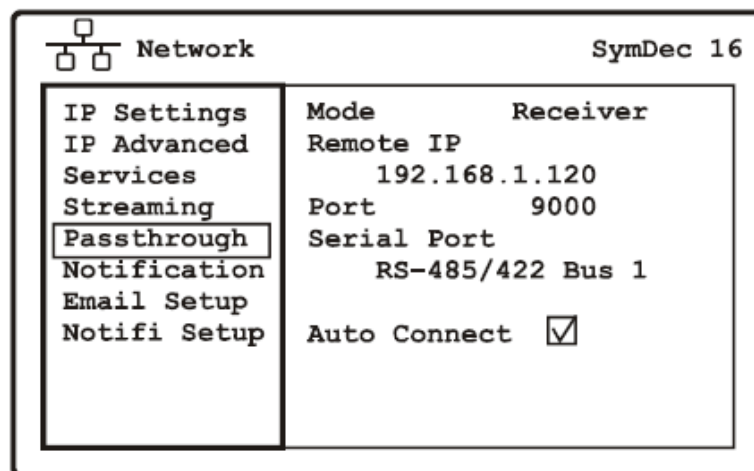 Network SymDec 16
IP Settings
IP Advanced
Services
Streaming
Passthrough
Notification
Email Setup
Notifi Setup
Mode Receiver
Remote IP
192.168.1.120
Port 9000
Serial Port
RS-485/422 Bus 1
Auto Connect